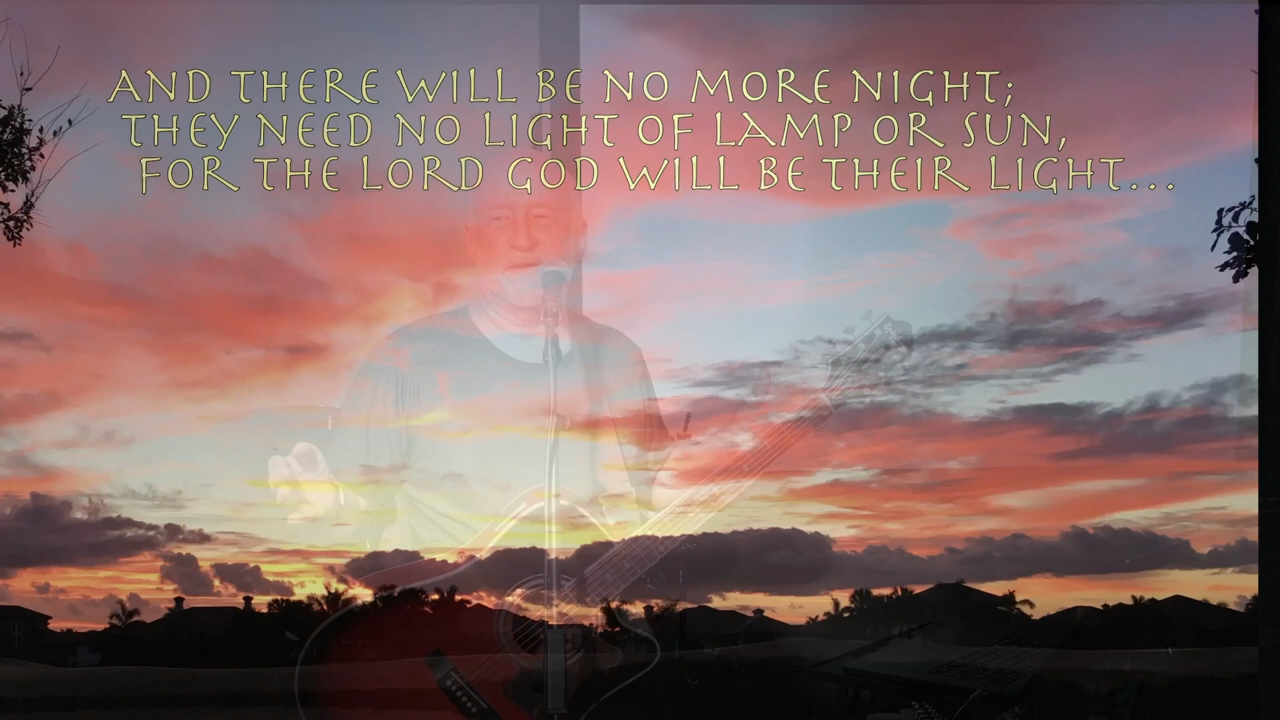 AND THERE WILL BE NO MORE NIGHT;
THEY NEED NO LIGHT OF LAMP OR SUN,
FOR THE LORD GOD WILL BE THEIR LIGHT...